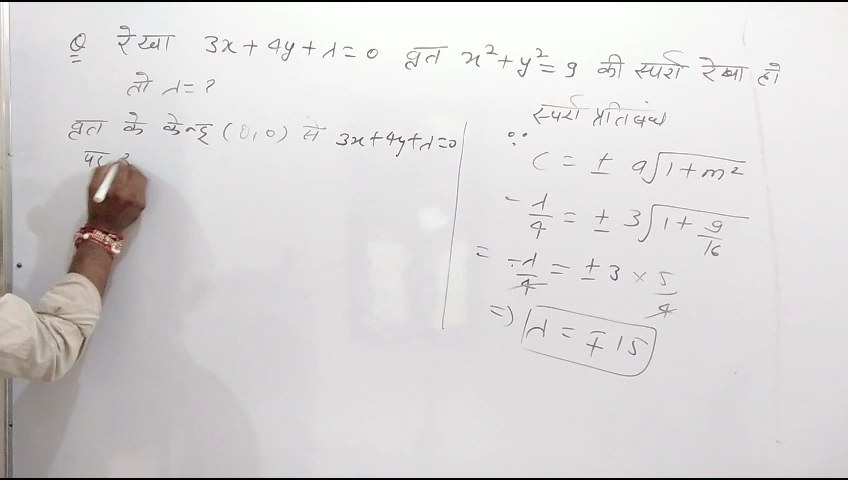 Q रेखा 3x + 4y + λ = 0 वृत x² + y² = 9 की स्पर्श रेखा हो
तो λ = ?
वृत के केन्द्र (0,0) से 3x + 4y + λ = 0
पर
स्पर्श प्रतिबंध
∵
C = ± a√1 + m²
- λ/4 = ± 3√1 + 9/16
= -λ/4 = ± 3 × 5/4
=> λ = ∓ 15